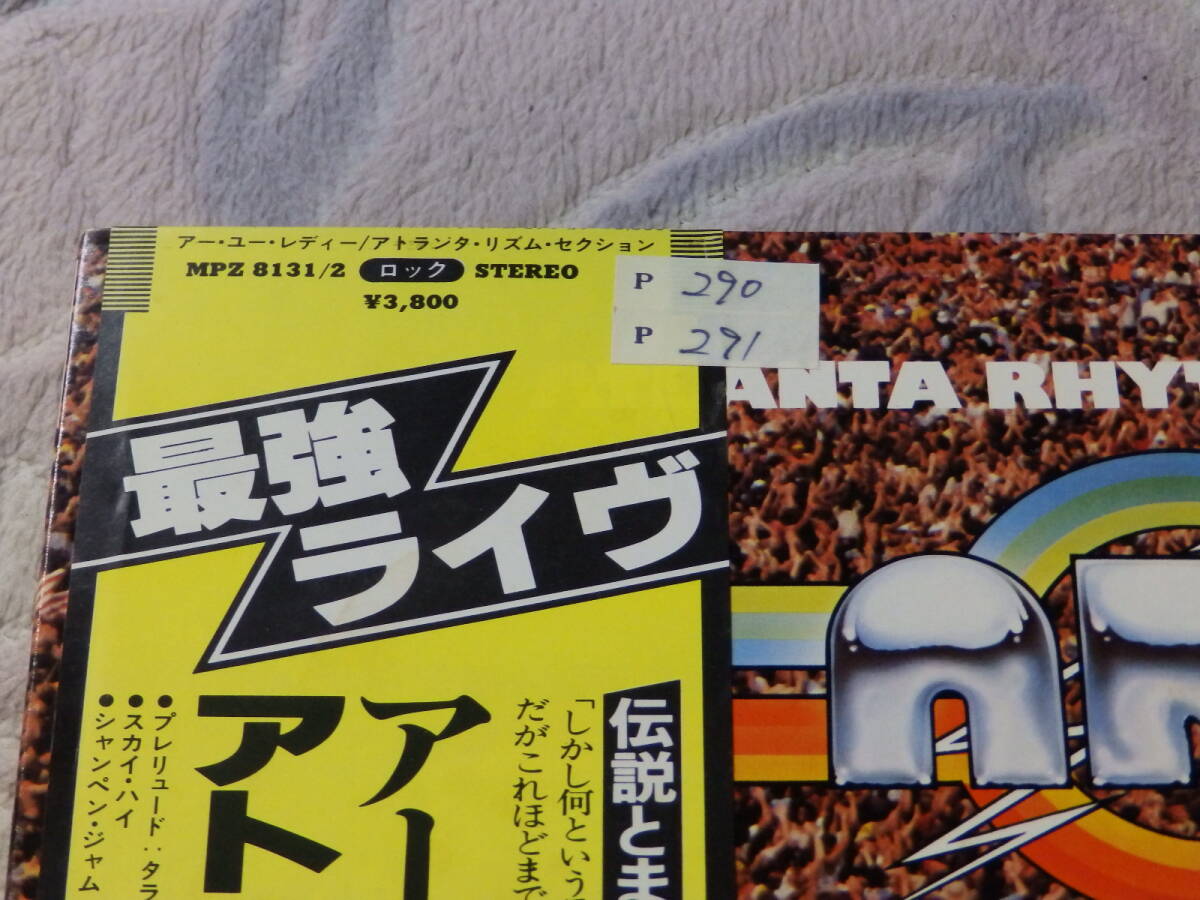 アー・ユー・レディー/アトランタ・リズム・セクション
MPZ 8131/2 ロック STEREO
¥3,800
P 290
P 291
ANTA RHYT
最強
ライヴ
伝説とま
「しかし何という
だがこれほどまで
アー
アト
●プレリュード:タラ
●スカイ・ハイ
●シャンペン・ジャム
AR